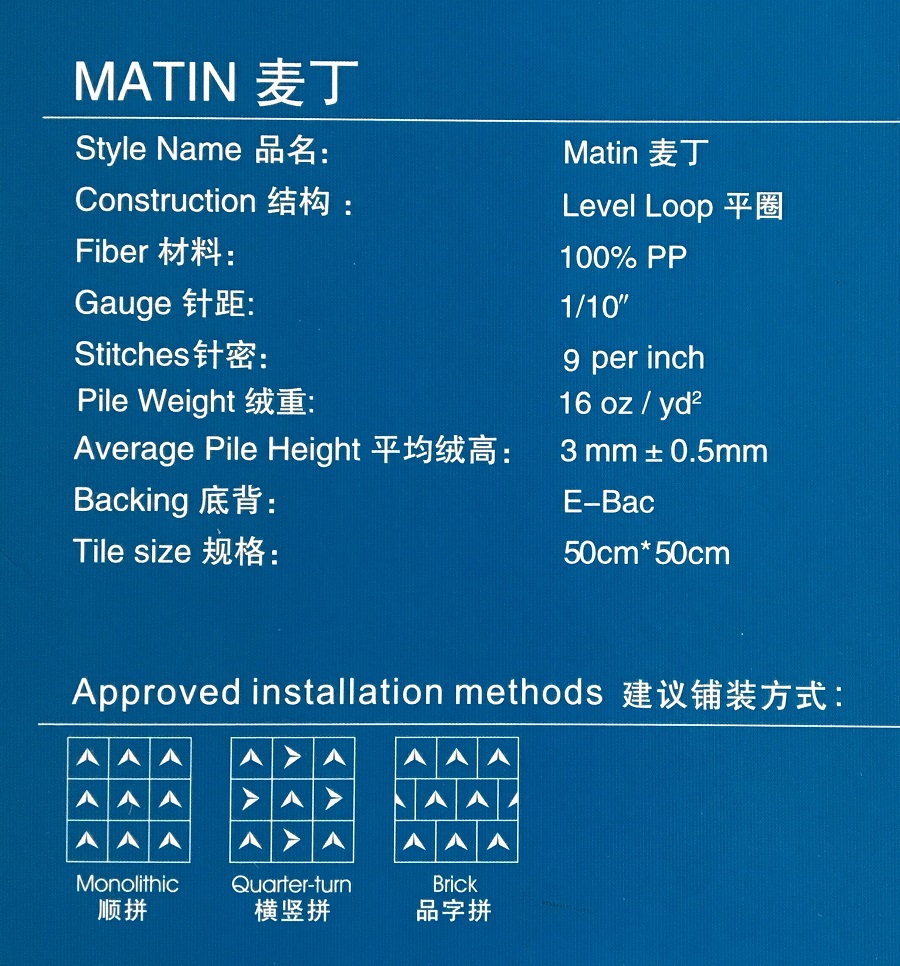 MATIN 麦丁
Style Name 品名: Matin 麦丁
Construction 结构 : Level Loop 平圈
Fiber 材料: 100% PP
Gauge 针距: 1/10″
Stitches针密: 9 per inch
Pile Weight 绒重: 16 oz / yd²
Average Pile Height 平均绒高: 3 mm ± 0.5mm
Backing 底背: E–Bac
Tile size 规格: 50cm*50cm
Approved installation methods 建议铺装方式:
Monolithic Quarter-turn Brick
顺拼 横竖拼 品字拼